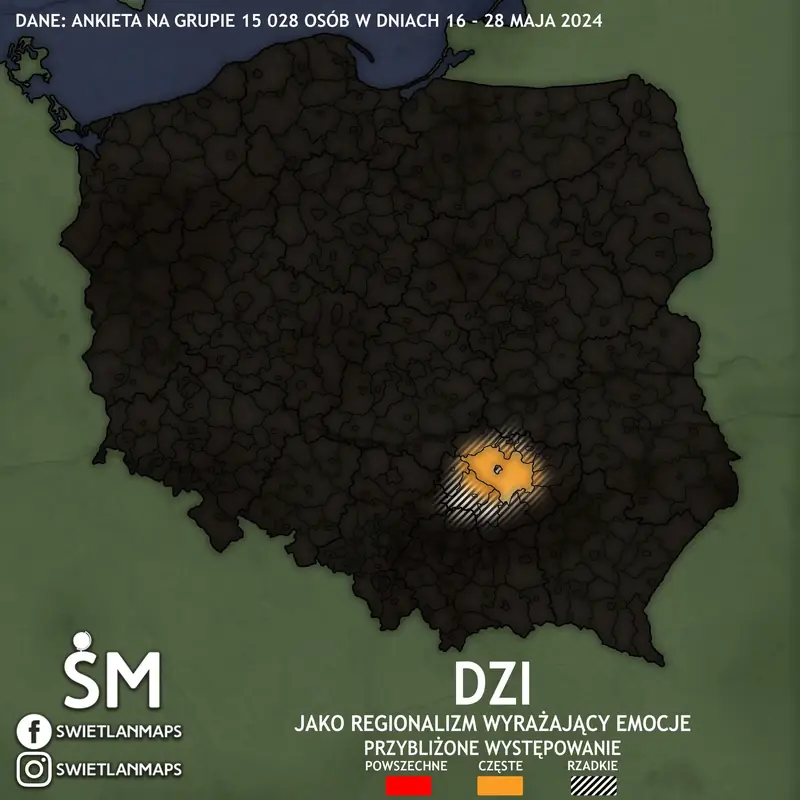 DANE: ANKIETA NA GRUPIE 15 028 OSÓB W DNIACH 16 - 28 MAJA 2024
ŚM
SWIETLANMAPS
SWIETLANMAPS
DZI
JAKO REGIONALIZM WYRAŻAJĄCY EMOCJE
PRZYBLIŻONE WYSTĘPOWANIE
POWSZECHNE CZĘSTE RZADKIE